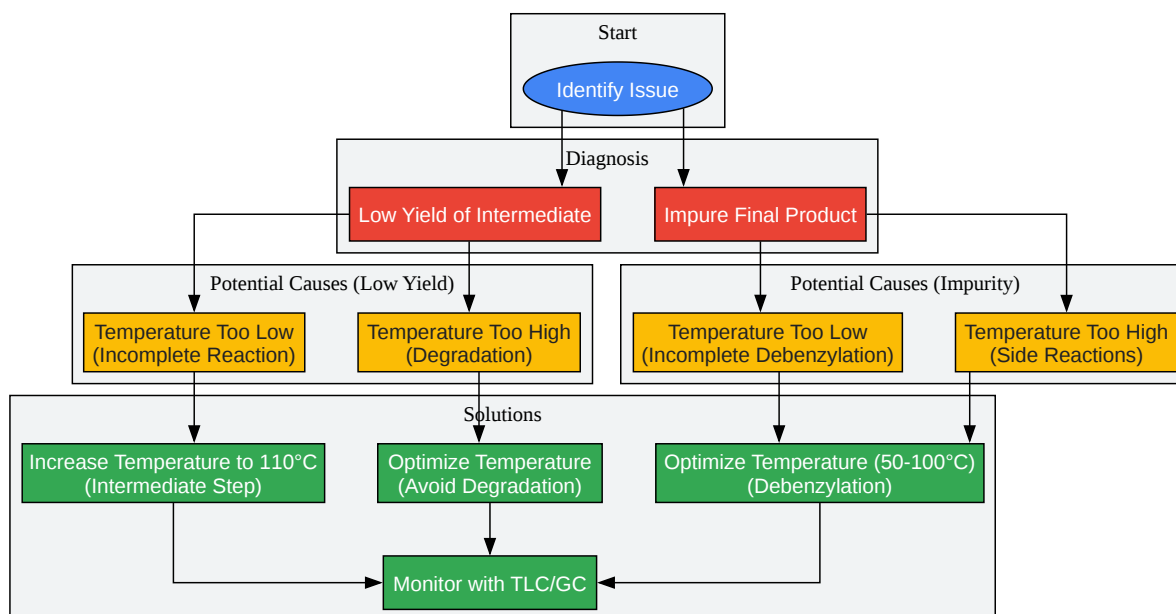 Start
Identify Issue
Diagnosis
Low Yield of Intermediate
Impure Final Product
Potential Causes (Low Yield)
Potential Causes (Impurity)
Temperature Too Low
(Incomplete Reaction)
Temperature Too High
(Degradation)
Temperature Too Low
(Incomplete Debenzylation)
Temperature Too High
(Side Reactions)
Solutions
Increase Temperature to 110°C
(Intermediate Step)
Optimize Temperature
(Avoid Degradation)
Optimize Temperature (50-100°C)
(Debenzylation)
Monitor with TLC/GC